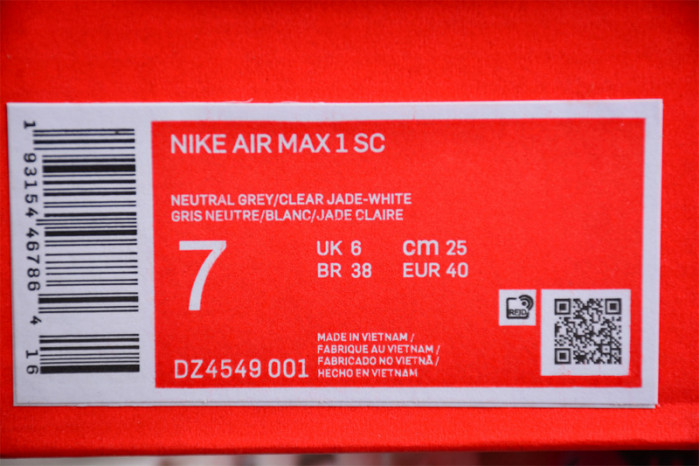 1 93154 46786 4
16
NIKE AIR MAX 1 SC
NEUTRAL GREY/CLEAR JADE-WHITE
GRIS NEUTRE/BLANC/JADE CLAIRE
7
UK 6 cm 25
BR 38 EUR 40
RFID
MADE IN VIETNAM /
FABRIQUE AU VIETNAM /
FABRICADO NO VIETNÃ /
HECHO EN VIETNAM
DZ4549 001